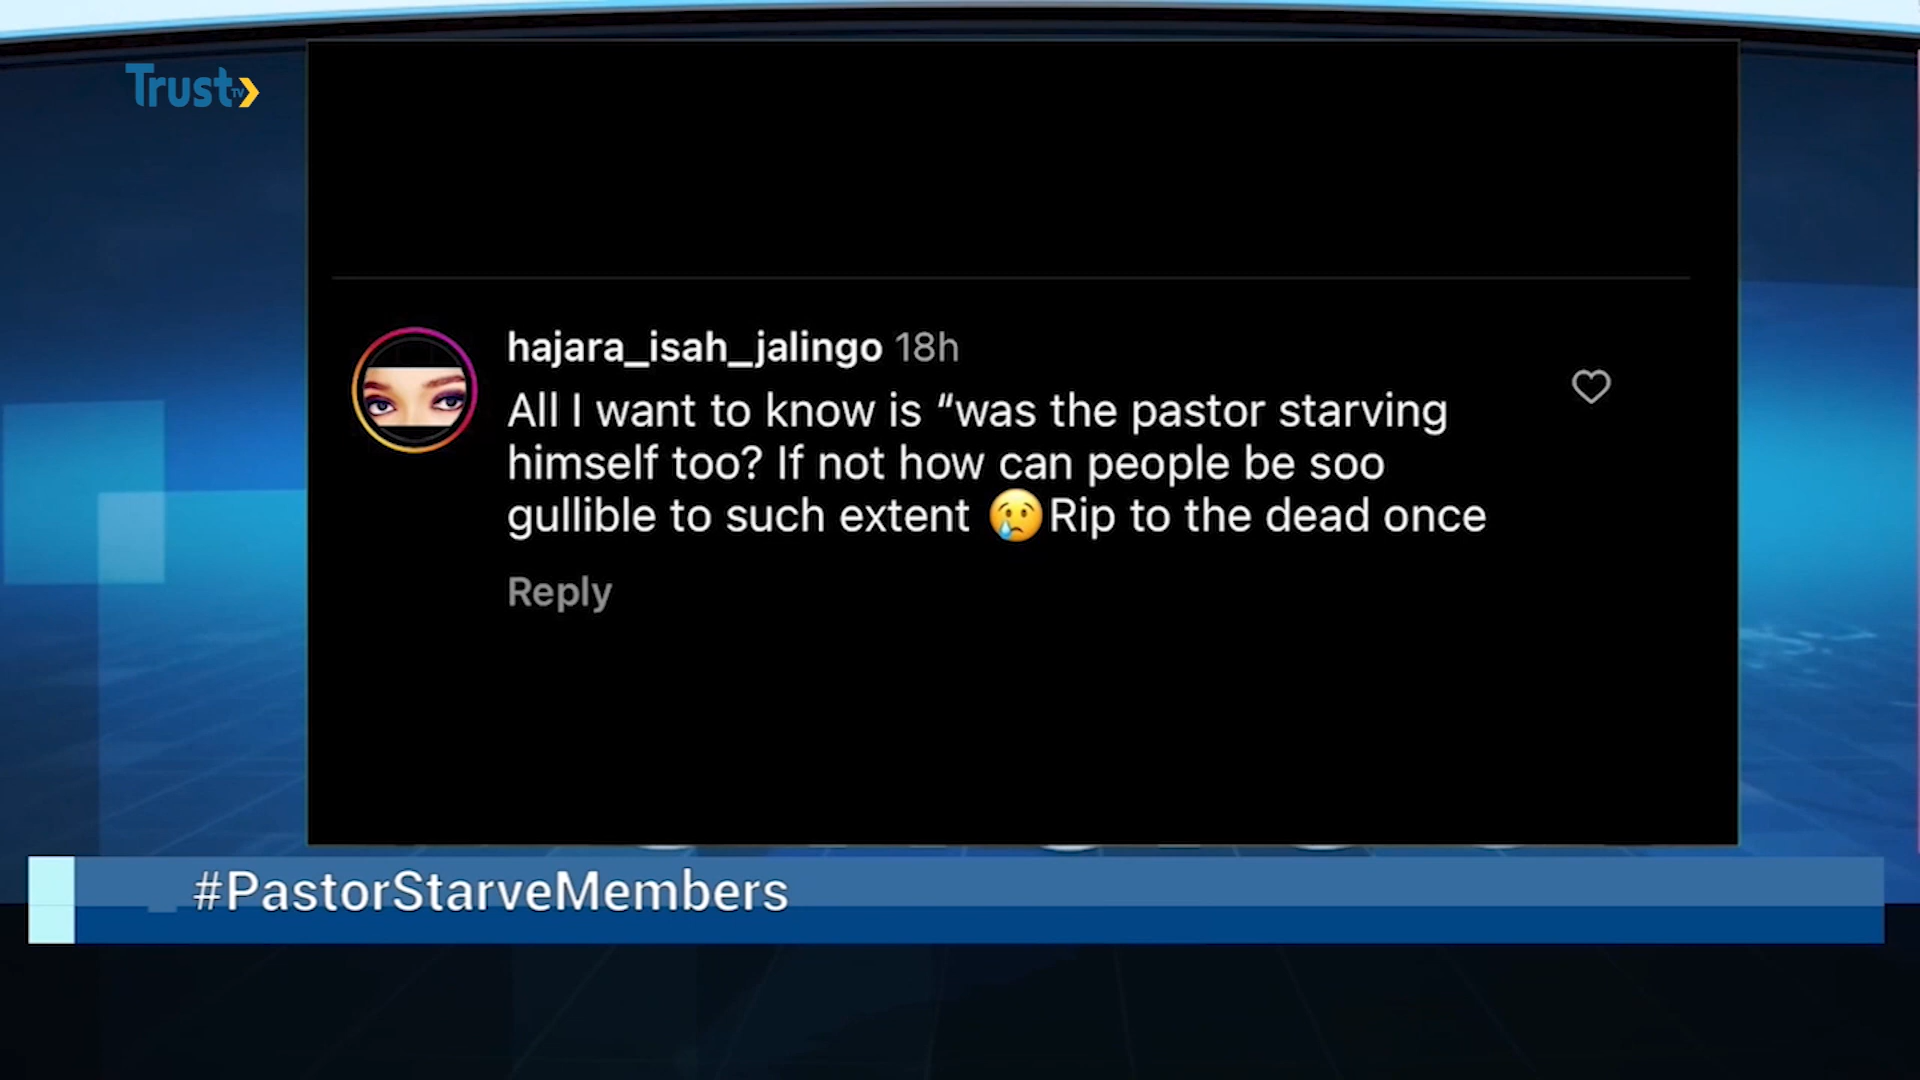 Trust TV
hajara_isah_jalingo 18h
All I want to know is “was the pastor starving
himself too? If not how can people be soo
gullible to such extent 😢Rip to the dead once
Reply
#PastorStarveMembers